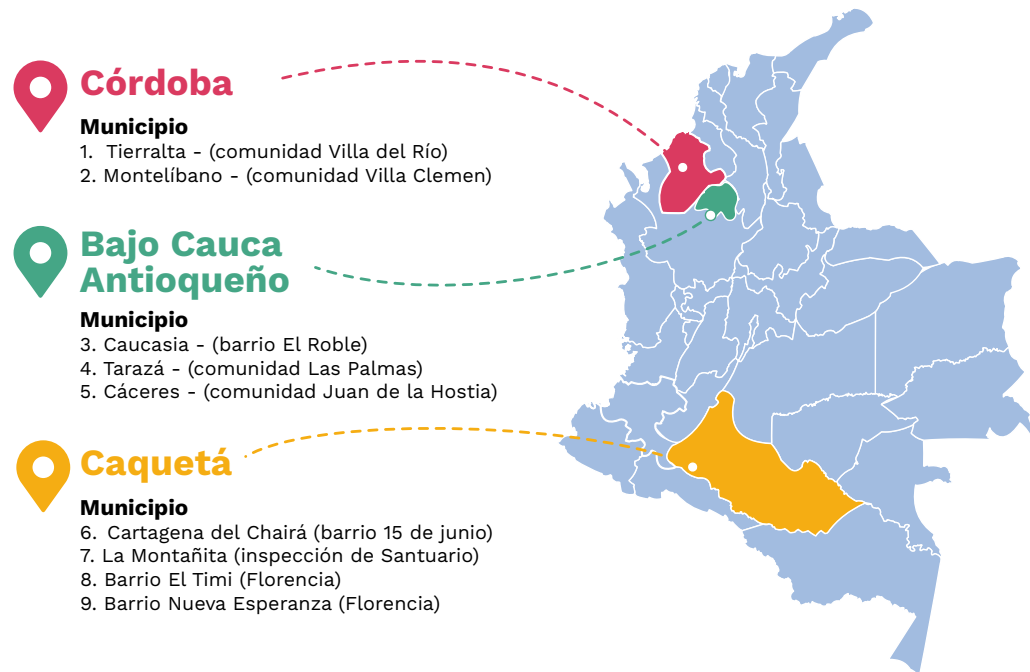 Córdoba
Municipio
1. Tierralta - (comunidad Villa del Río)
2. Montelíbano - (comunidad Villa Clemen)
Bajo Cauca
Antioqueño
Municipio
3. Caucasia - (barrio El Roble)
4. Tarazá - (comunidad Las Palmas)
5. Cáceres - (comunidad Juan de la Hostia)
Caquetá
Municipio
6. Cartagena del Chairá (barrio 15 de junio)
7. La Montañita (inspección de Santuario)
8. Barrio El Timi (Florencia)
9. Barrio Nueva Esperanza (Florencia)